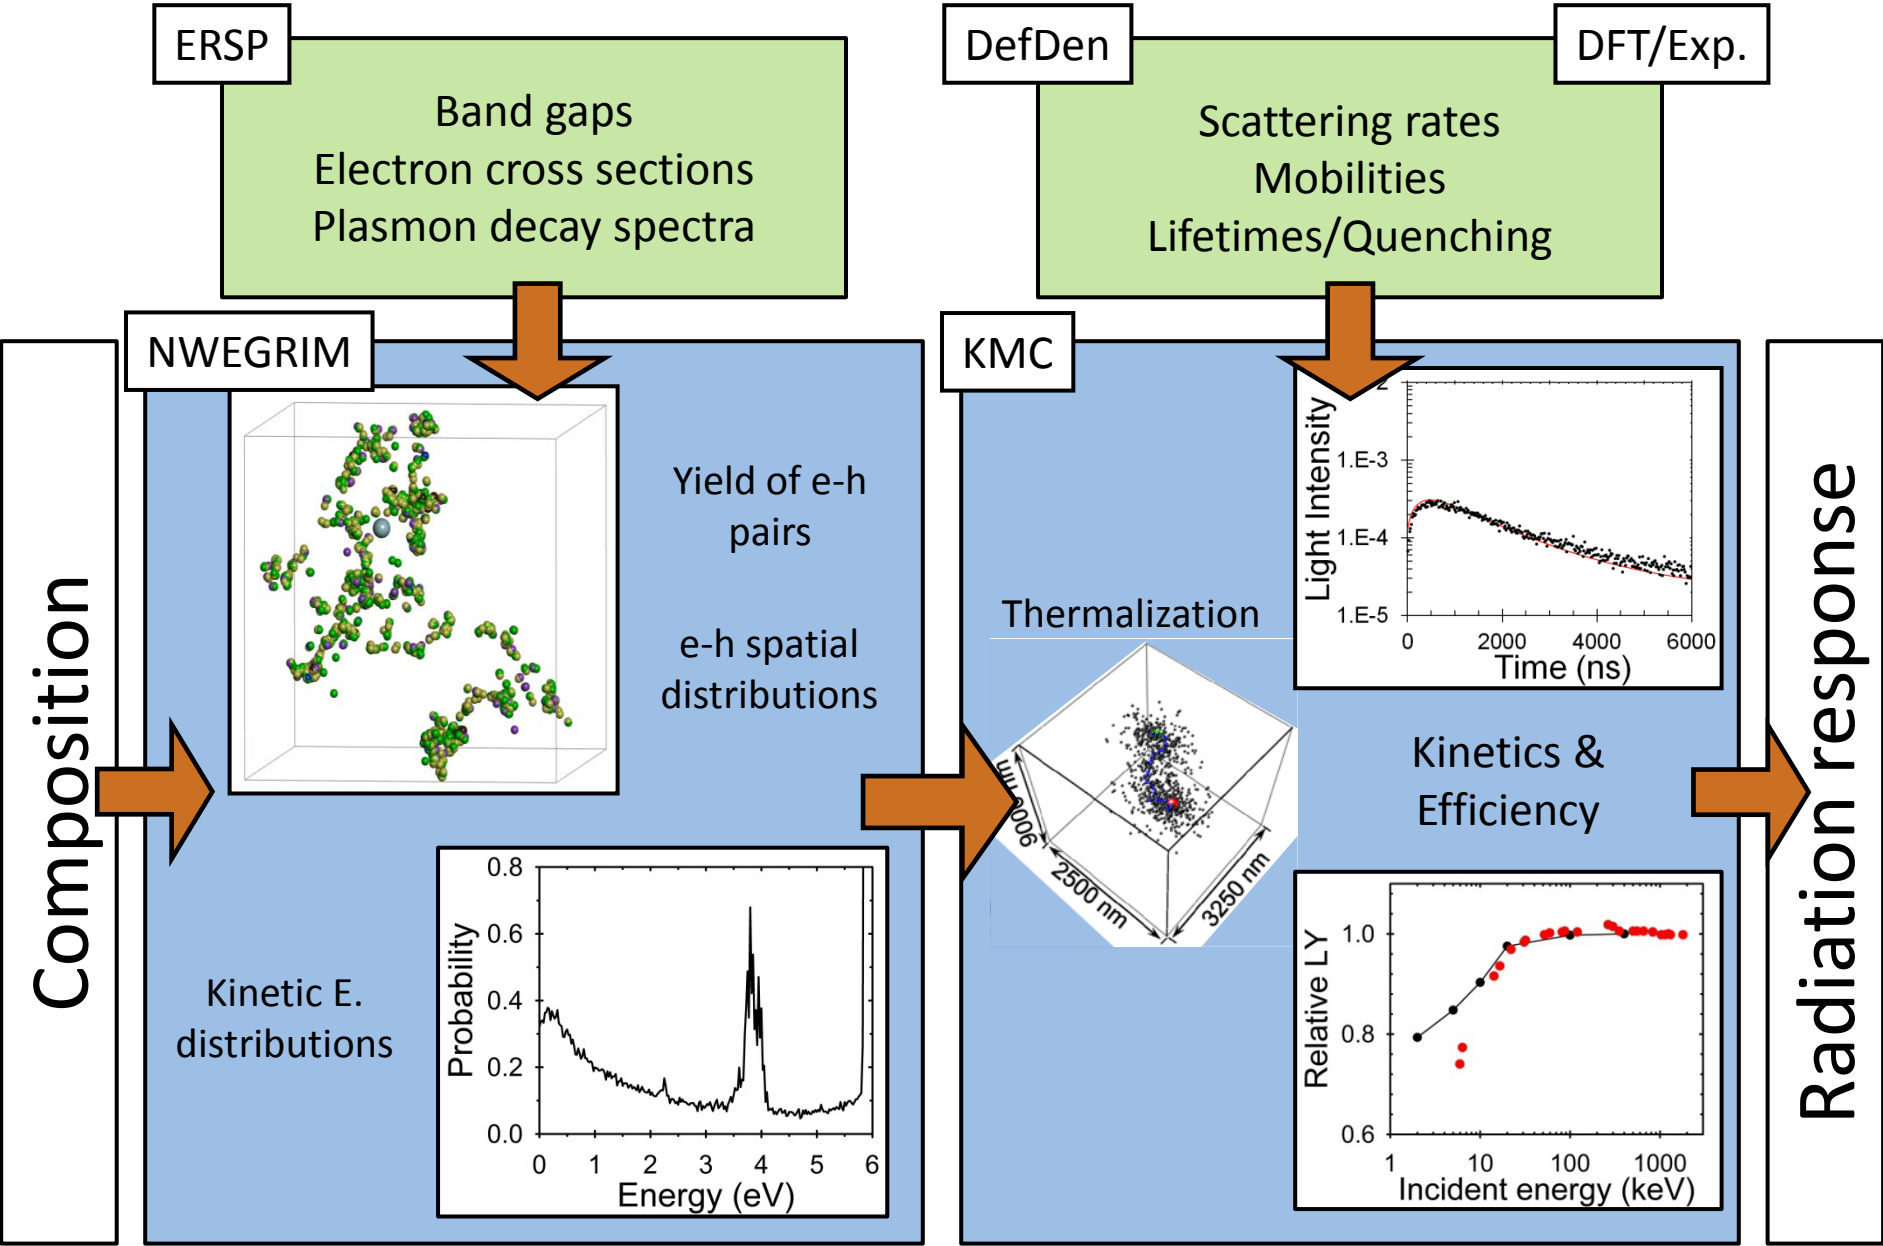 ERSP
Band gaps
Electron cross sections
Plasmon decay spectra
DefDen
DFT/Exp.
Scattering rates
Mobilities
Lifetimes/Quenching
Composition
NWEGRIM
Yield of e-h
pairs
e-h spatial
distributions
Kinetic E.
distributions
Probability
0.8
0.6
0.4
0.2
0.0
0 1 2 3 4 5 6
Energy (eV)
KMC
Thermalization
9000 nm
2500 nm
3250 nm
Light Intensity
2
1.E-3
1.E-4
1.E-5
0 2000 4000 6000
Time (ns)
Kinetics &
Efficiency
Relative LY
1.0
0.8
0.6
1 10 100 1000
Incident energy (keV)
Radiation response